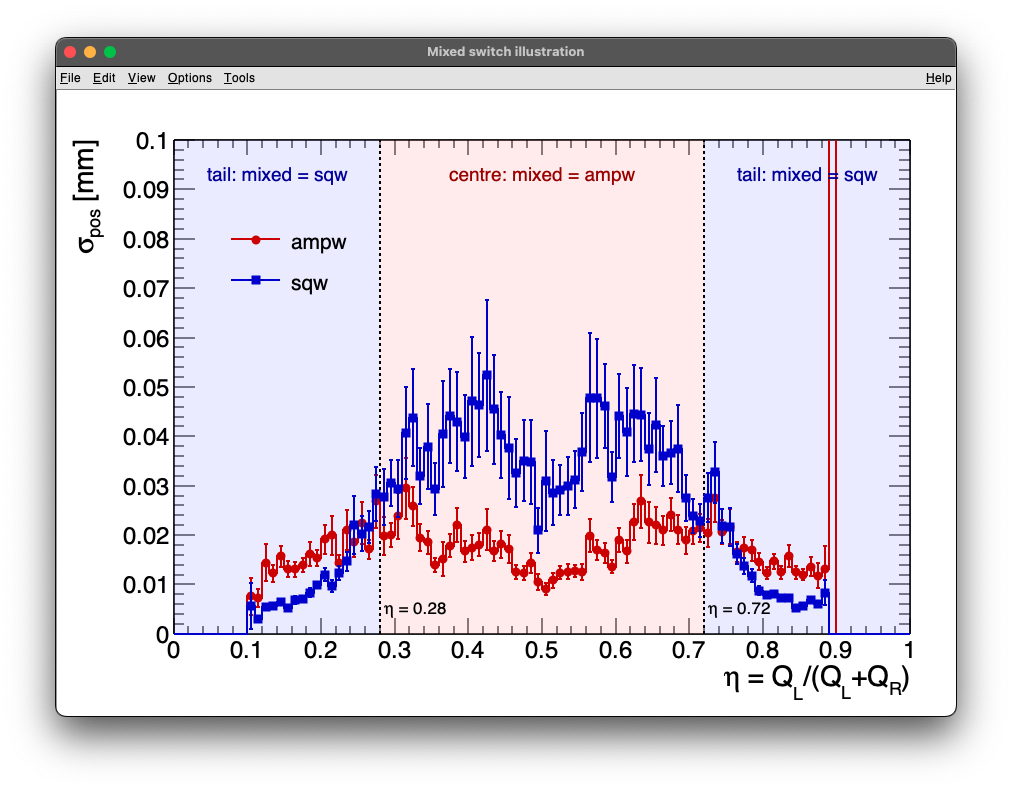 Mixed switch illustration
File Edit View Options Tools Help
σpos [mm]
0.1
0.09
0.08
0.07
0.06
0.05
0.04
0.03
0.02
0.01
0
tail: mixed = sqw
centre: mixed = ampw
tail: mixed = sqw
ampw
sqw
η = 0.28
η = 0.72
0 0.1 0.2 0.3 0.4 0.5 0.6 0.7 0.8 0.9 1
η = QL/(QL+QR)